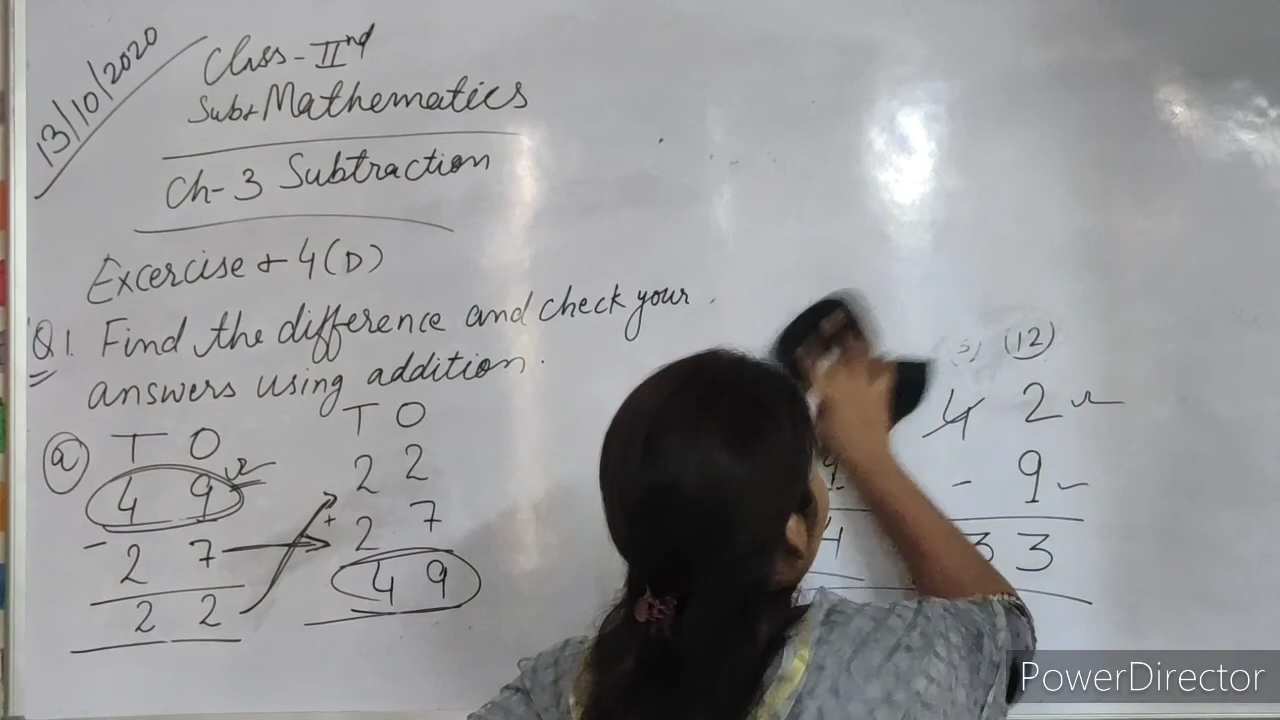 13/10/2020
Class - IInd
Sub:- Mathematics
Ch-3 Subtraction
Excercise :- 4(D)
Q1. Find the difference and check your
answers using addition.
(a) T O
4 9
- 2 7
2 2
T O
2 2
+ 2 7
4 9
(12)
4 2
- 9
3 3
9
4
PowerDirector